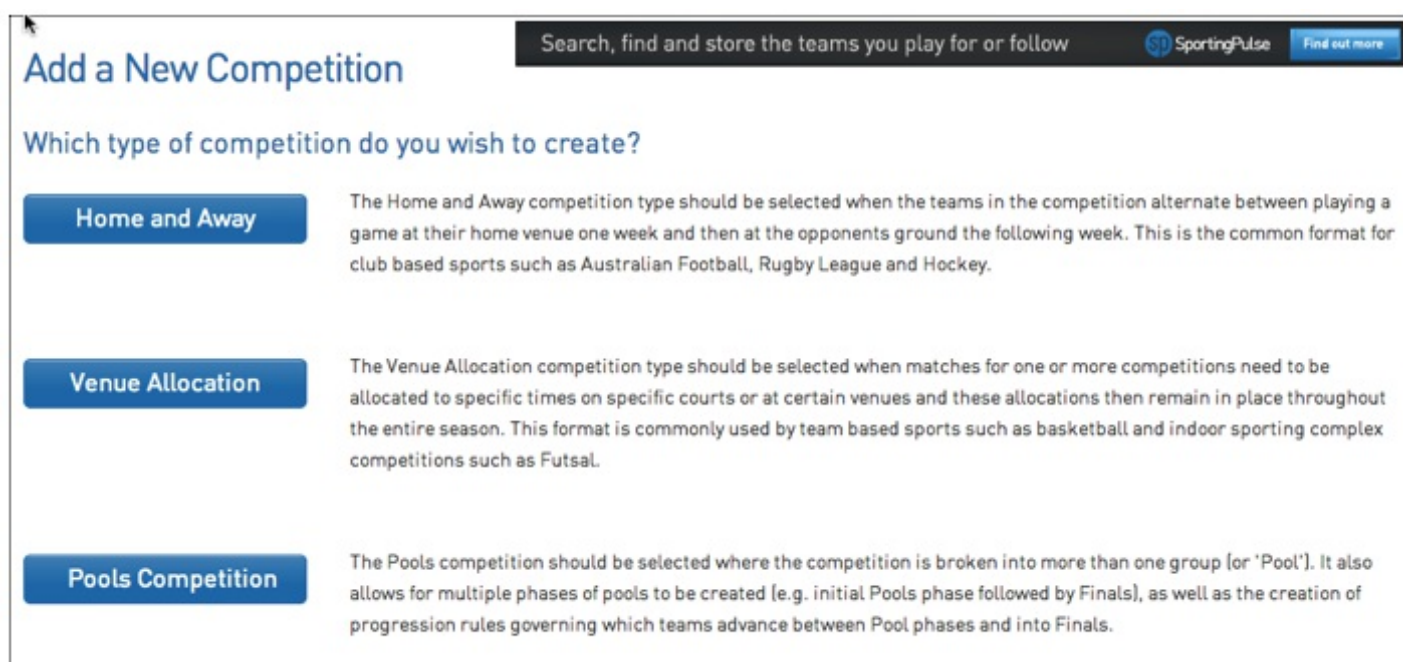 Search, find and store the teams you play for or follow
sp SportingPulse
Find out more
Add a New Competition
Which type of competition do you wish to create?
Home and Away
The Home and Away competition type should be selected when the teams in the competition alternate between playing a
game at their home venue one week and then at the opponents ground the following week. This is the common format for
club based sports such as Australian Football, Rugby League and Hockey.
Venue Allocation
The Venue Allocation competition type should be selected when matches for one or more competitions need to be
allocated to specific times on specific courts or at certain venues and these allocations then remain in place throughout
the entire season. This format is commonly used by team based sports such as basketball and indoor sporting complex
competitions such as Futsal.
Pools Competition
The Pools competition should be selected where the competition is broken into more than one group (or 'Pool'). It also
allows for multiple phases of pools to be created (e.g. initial Pools phase followed by Finals), as well as the creation of
progression rules governing which teams advance between Pool phases and into Finals.